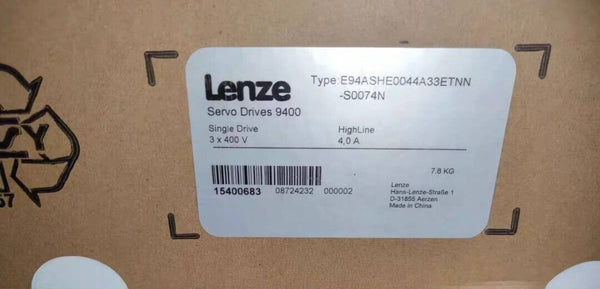 Lenze
Type:E94ASHE0044A33ETNN
-S0074N
Servo Drives 9400
Single Drive
HighLine
3 x 400 V
4,0 A
7.8 KG
15400683
08724232
000002
Lenze
Hans-Lenze-Straße 1
D-31855 Aerzen
Made in China